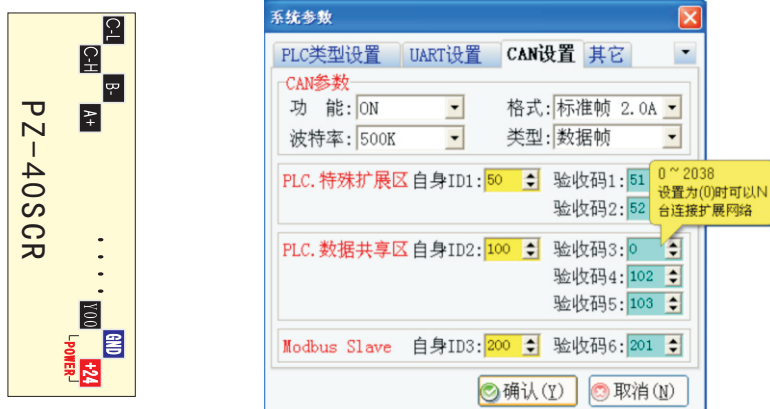 C-L
C-H
B-
A+
PZ-40SCR
Y00
GND
+24
POWER
系统参数
PLC类型设置 UART设置 CAN设置 其它
CAN参数
功 能: ON 格式: 标准帧 2.0A
波特率: 500K 类型: 数据帧
PLC.特殊扩展区 自身ID1: 50 验收码1: 51
验收码2: 52
0~2038
设置为(0)时可以N
台连接扩展网络
PLC.数据共享区 自身ID2: 100 验收码3: 0
验收码4: 102
验收码5: 103
Modbus Slave 自身ID3: 200 验收码6: 201
确认(Y) 取消(N)